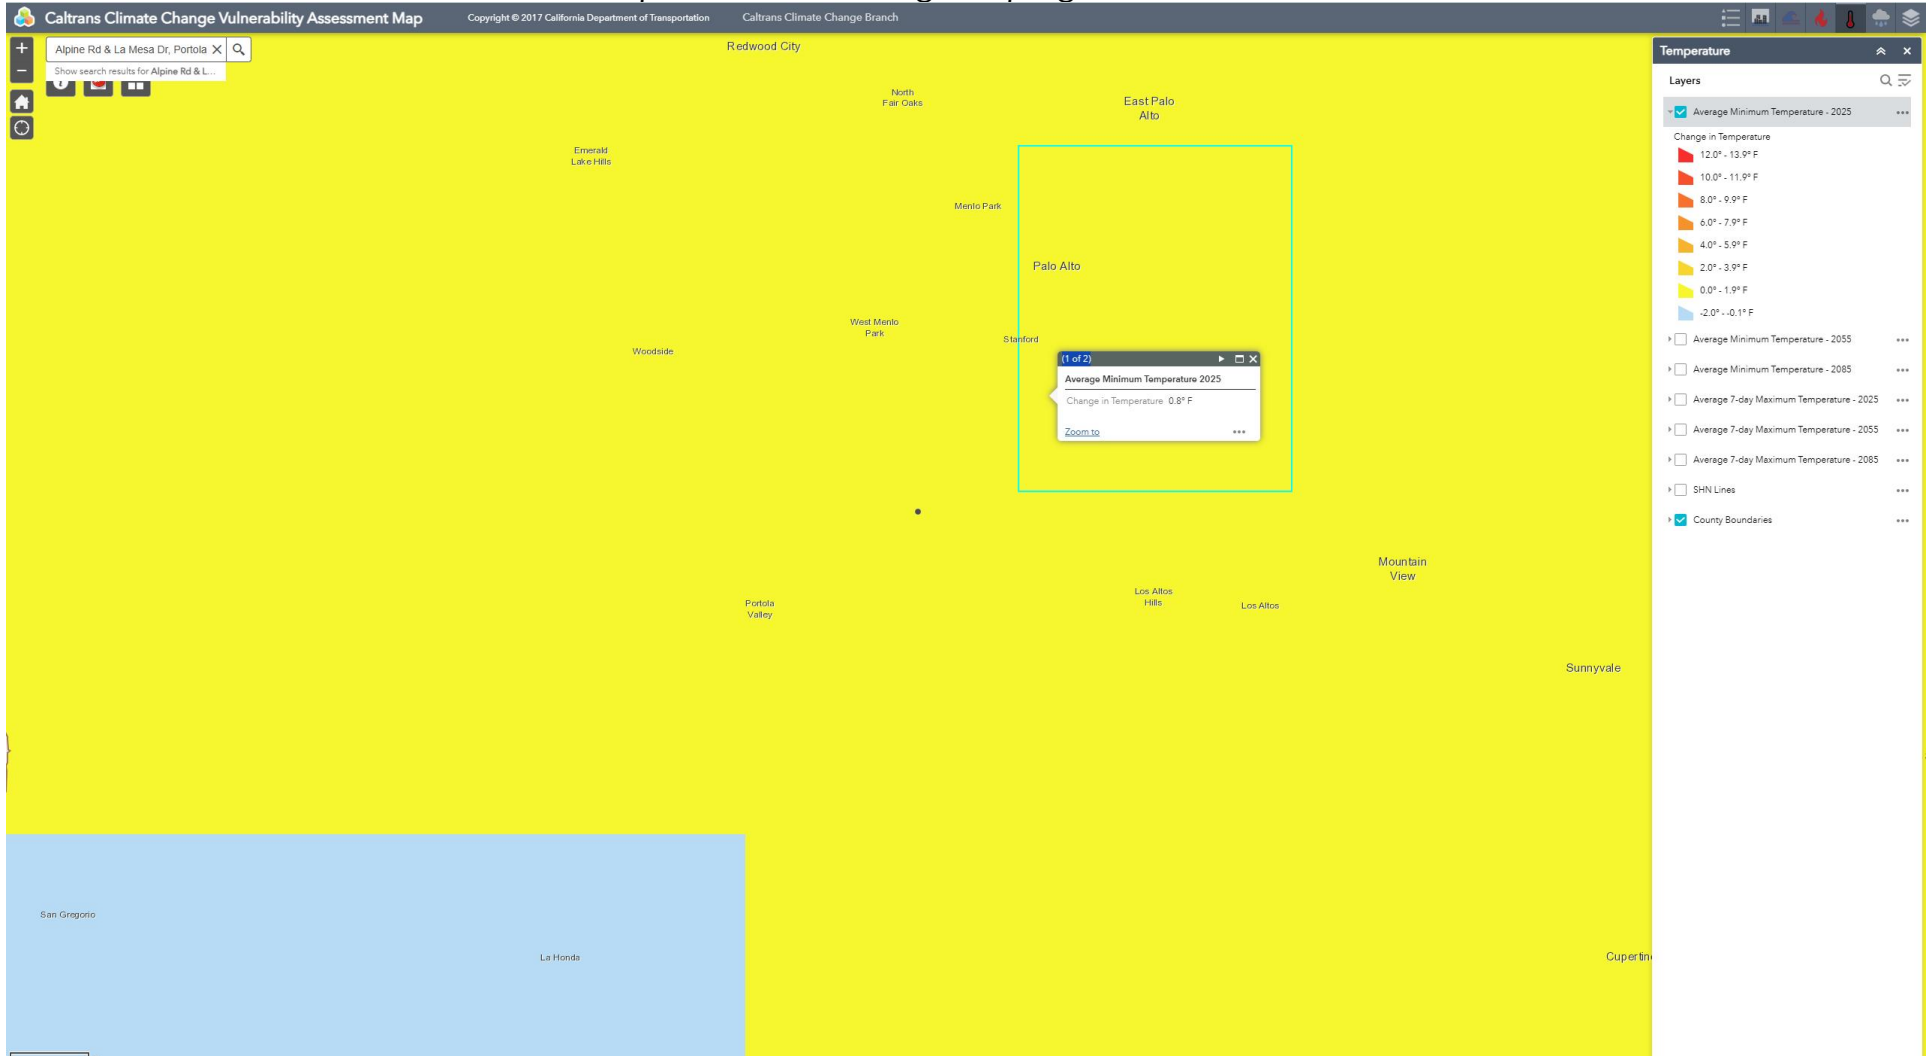 Caltrans Climate Change Vulnerability Assessment Map
Copyright © 2017 California Department of Transportation
Caltrans Climate Change Branch
Alpine Rd & La Mesa Dr, Portola
Show search results for Alpine Rd & L...
Redwood City
North
Fair Oaks
East Palo
Alto
Emerald
Lake Hills
Menlo Park
Palo Alto
West Menlo
Park
Stanford
Woodside
(1 of 2)
Average Minimum Temperature 2025
Change in Temperature 0.8° F
Zoom to
Mountain
View
Los Altos
Hills
Los Altos
Portola
Valley
Sunnyvale
San Gregorio
La Honda
Cupertin
Temperature
Layers
Average Minimum Temperature - 2025
Change in Temperature
12.0° - 13.9° F
10.0° - 11.9° F
8.0° - 9.9° F
6.0° - 7.9° F
4.0° - 5.9° F
2.0° - 3.9° F
0.0° - 1.9° F
-2.0° - -0.1° F
Average Minimum Temperature - 2055
Average Minimum Temperature - 2085
Average 7-day Maximum Temperature - 2025
Average 7-day Maximum Temperature - 2055
Average 7-day Maximum Temperature - 2085
SHN Lines
County Boundaries